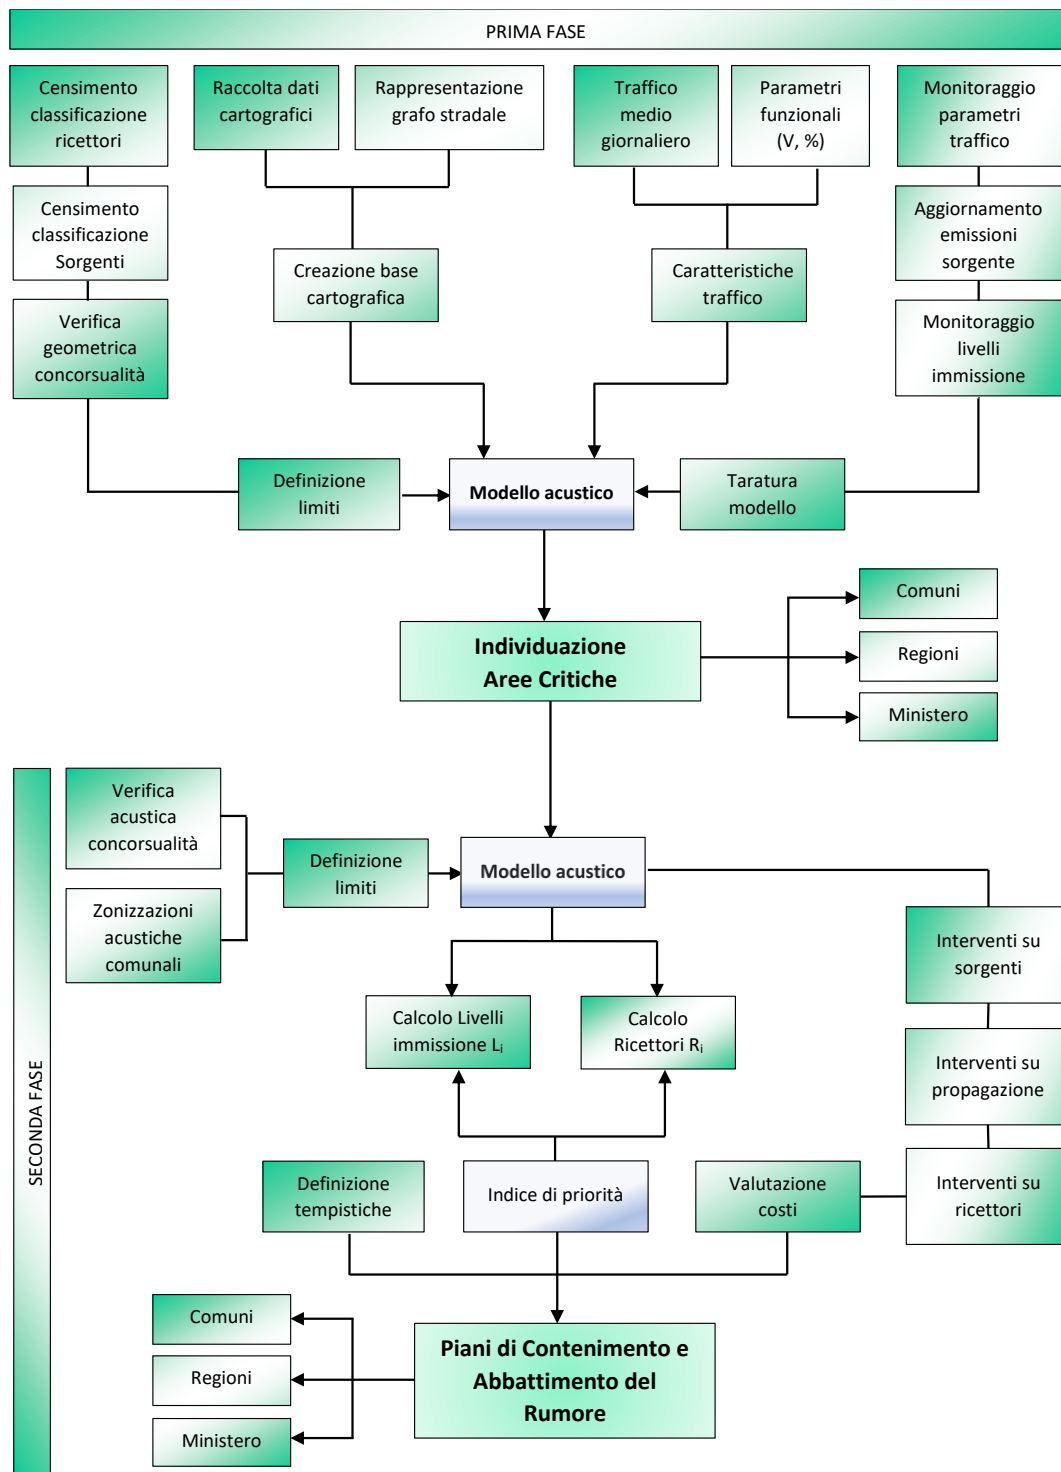 PRIMA FASE
Censimento
classificazione
ricettori
Raccolta dati
cartografici
Rappresentazione
grafo stradale
Traffico
medio
giornaliero
Parametri
funzionali
(V, %)
Monitoraggio
parametri
traffico
Censimento
classificazione
Sorgenti
Creazione base
cartografica
Caratteristiche
traffico
Aggiornamento
emissioni
sorgente
Verifica
geometrica
concorsualità
Monitoraggio
livelli
immissione
Definizione
limiti
Modello acustico
Taratura
modello
Individuazione
Aree Critiche
Comuni
Regioni
Ministero
SECONDA FASE
Verifica
acustica
concorsualità
Zonizzazioni
acustiche
comunali
Definizione
limiti
Modello acustico
Interventi su
sorgenti
Calcolo Livelli
immissione Li
Calcolo
Ricettori Ri
Interventi su
propagazione
Definizione
tempistiche
Indice di priorità
Valutazione
costi
Interventi su
ricettori
Comuni
Regioni
Ministero
Piani di Contenimento e
Abbattimento del
Rumore